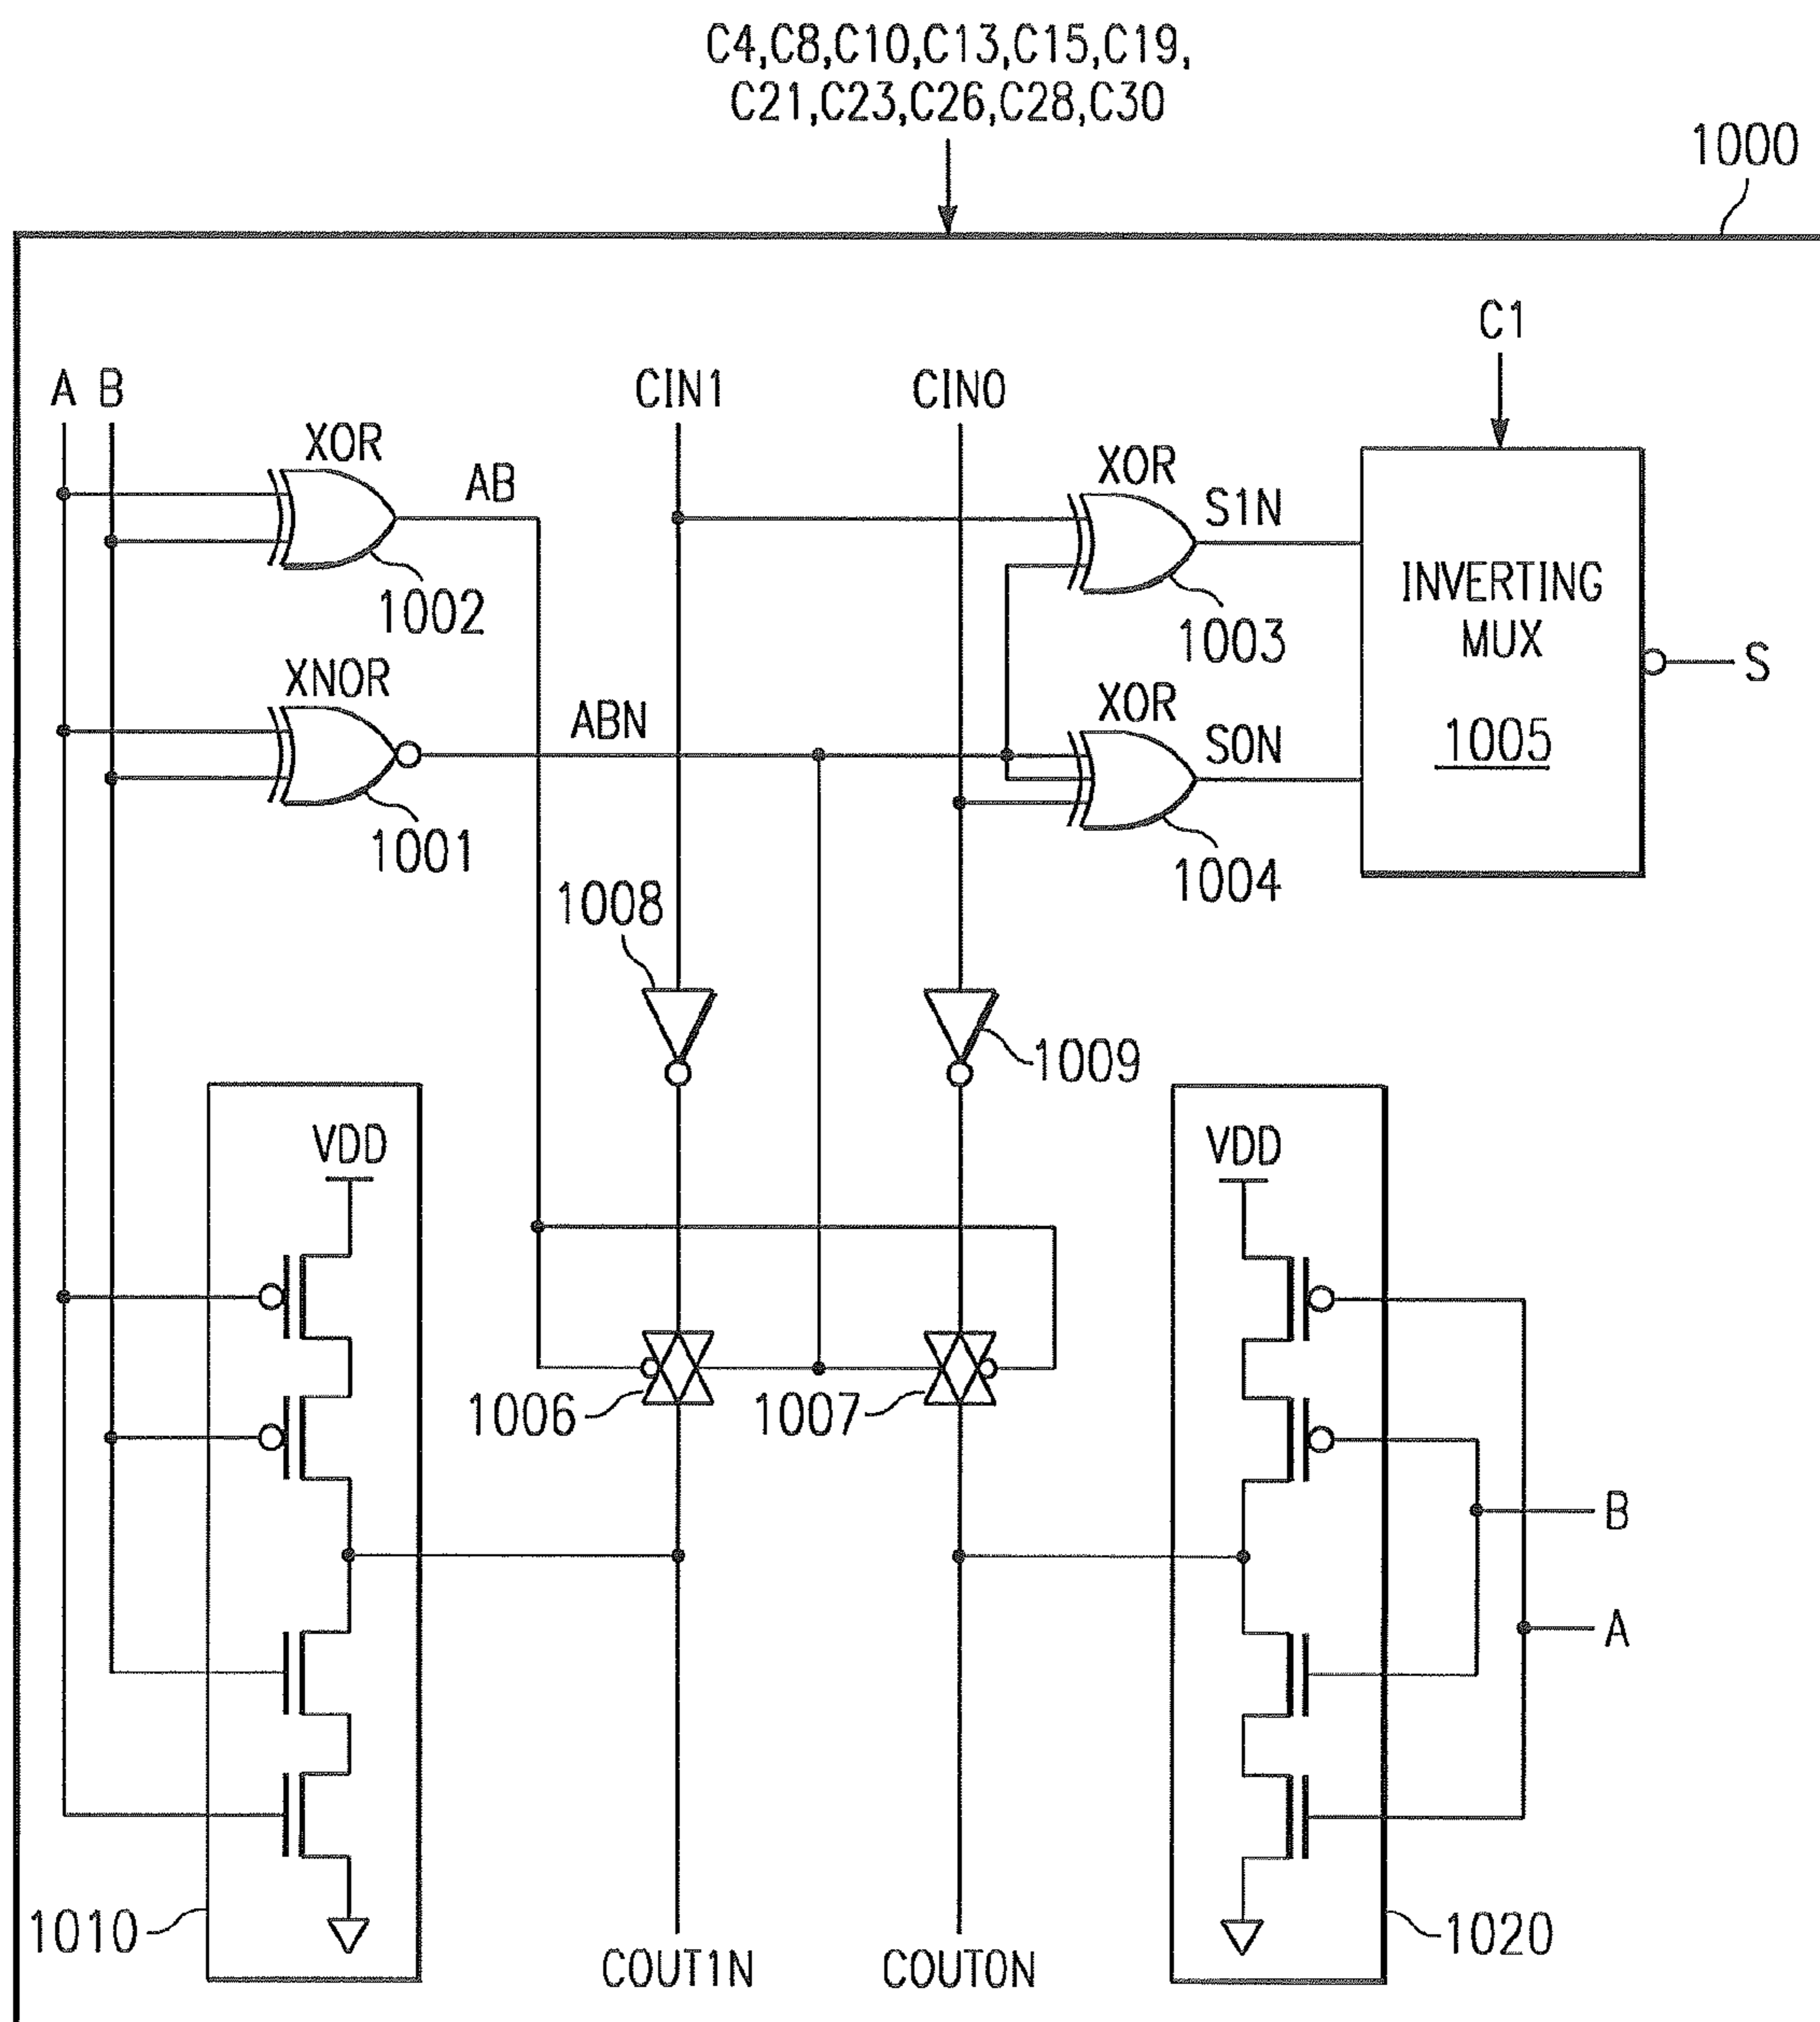 C4,C8,C10,C13,C15,C19,
C21,C23,C26,C28,C30
1000
C1
A B CIN1 CIN0
XOR
AB
XOR
S1N
1002
1003
INVERTING
MUX
1005
S
XNOR
ABN
XOR
S0N
1001
1004
1008
1009
VDD
VDD
1006
1007
B
A
1010
COUT1N
COUT0N
1020